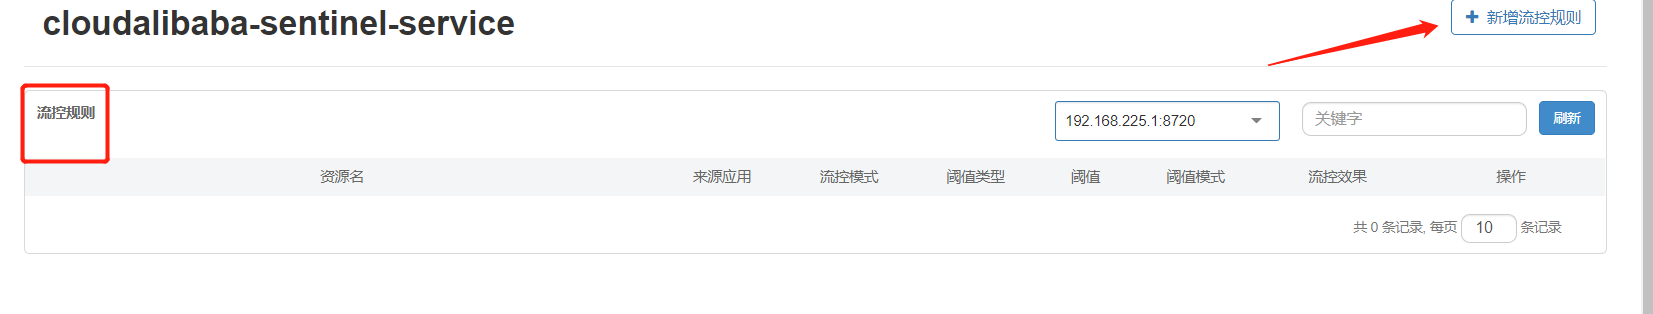 cloudalibaba-sentinel-service
+ 新增流控规则
流控规则
192.168.225.1:8720
关键字
刷新
资源名 来源应用 流控模式 阈值类型 阈值 阈值模式 流控效果 操作
共 0 条记录, 每页 10 条记录